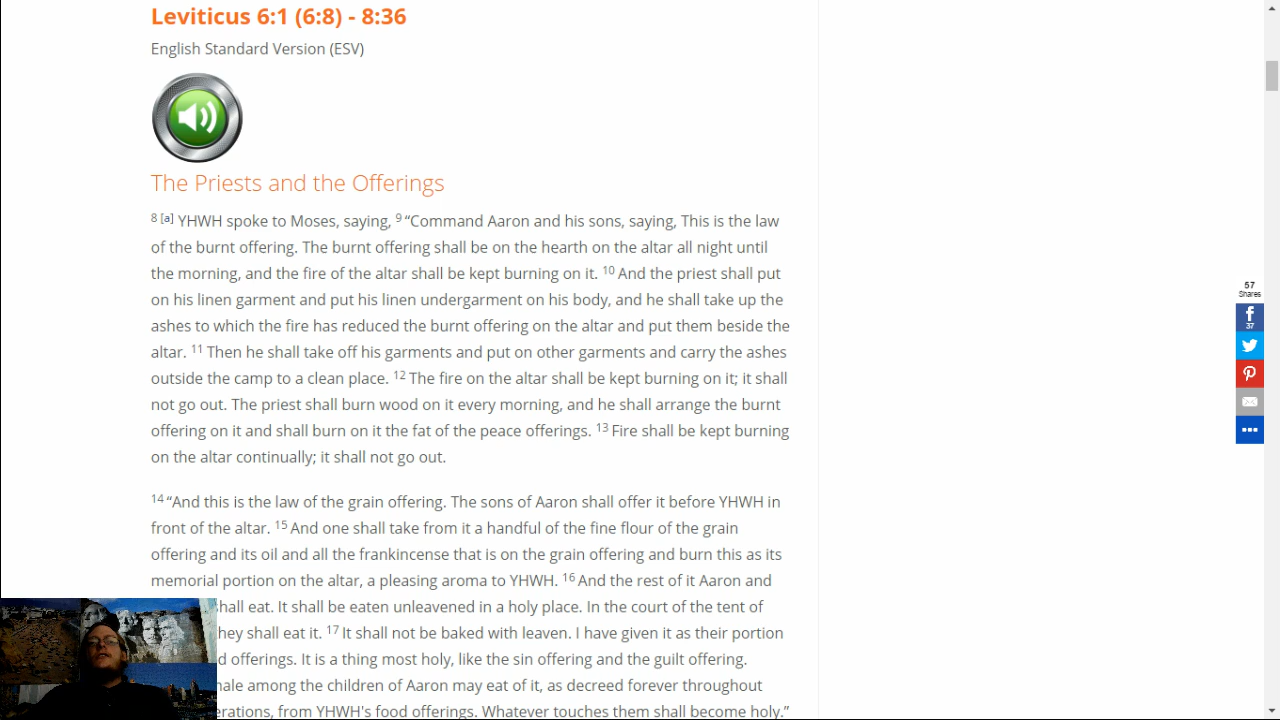 Leviticus 6:1 (6:8) - 8:36
English Standard Version (ESV)
The Priests and the Offerings
8 [a] YHWH spoke to Moses, saying, 9 “Command Aaron and his sons, saying, This is the law
of the burnt offering. The burnt offering shall be on the hearth on the altar all night until
the morning, and the fire of the altar shall be kept burning on it. 10 And the priest shall put
on his linen garment and put his linen undergarment on his body, and he shall take up the
ashes to which the fire has reduced the burnt offering on the altar and put them beside the
altar. 11 Then he shall take off his garments and put on other garments and carry the ashes
outside the camp to a clean place. 12 The fire on the altar shall be kept burning on it; it shall
not go out. The priest shall burn wood on it every morning, and he shall arrange the burnt
offering on it and shall burn on it the fat of the peace offerings. 13 Fire shall be kept burning
on the altar continually; it shall not go out.
14 “And this is the law of the grain offering. The sons of Aaron shall offer it before YHWH in
front of the altar. 15 And one shall take from it a handful of the fine flour of the grain
offering and its oil and all the frankincense that is on the grain offering and burn this as its
memorial portion on the altar, a pleasing aroma to YHWH. 16 And the rest of it Aaron and
hall eat. It shall be eaten unleavened in a holy place. In the court of the tent of
hey shall eat it. 17 It shall not be baked with leaven. I have given it as their portion
d offerings. It is a thing most holy, like the sin offering and the guilt offering.
nale among the children of Aaron may eat of it, as decreed forever throughout
erations, from YHWH's food offerings. Whatever touches them shall become holy.”
57
Shares
37